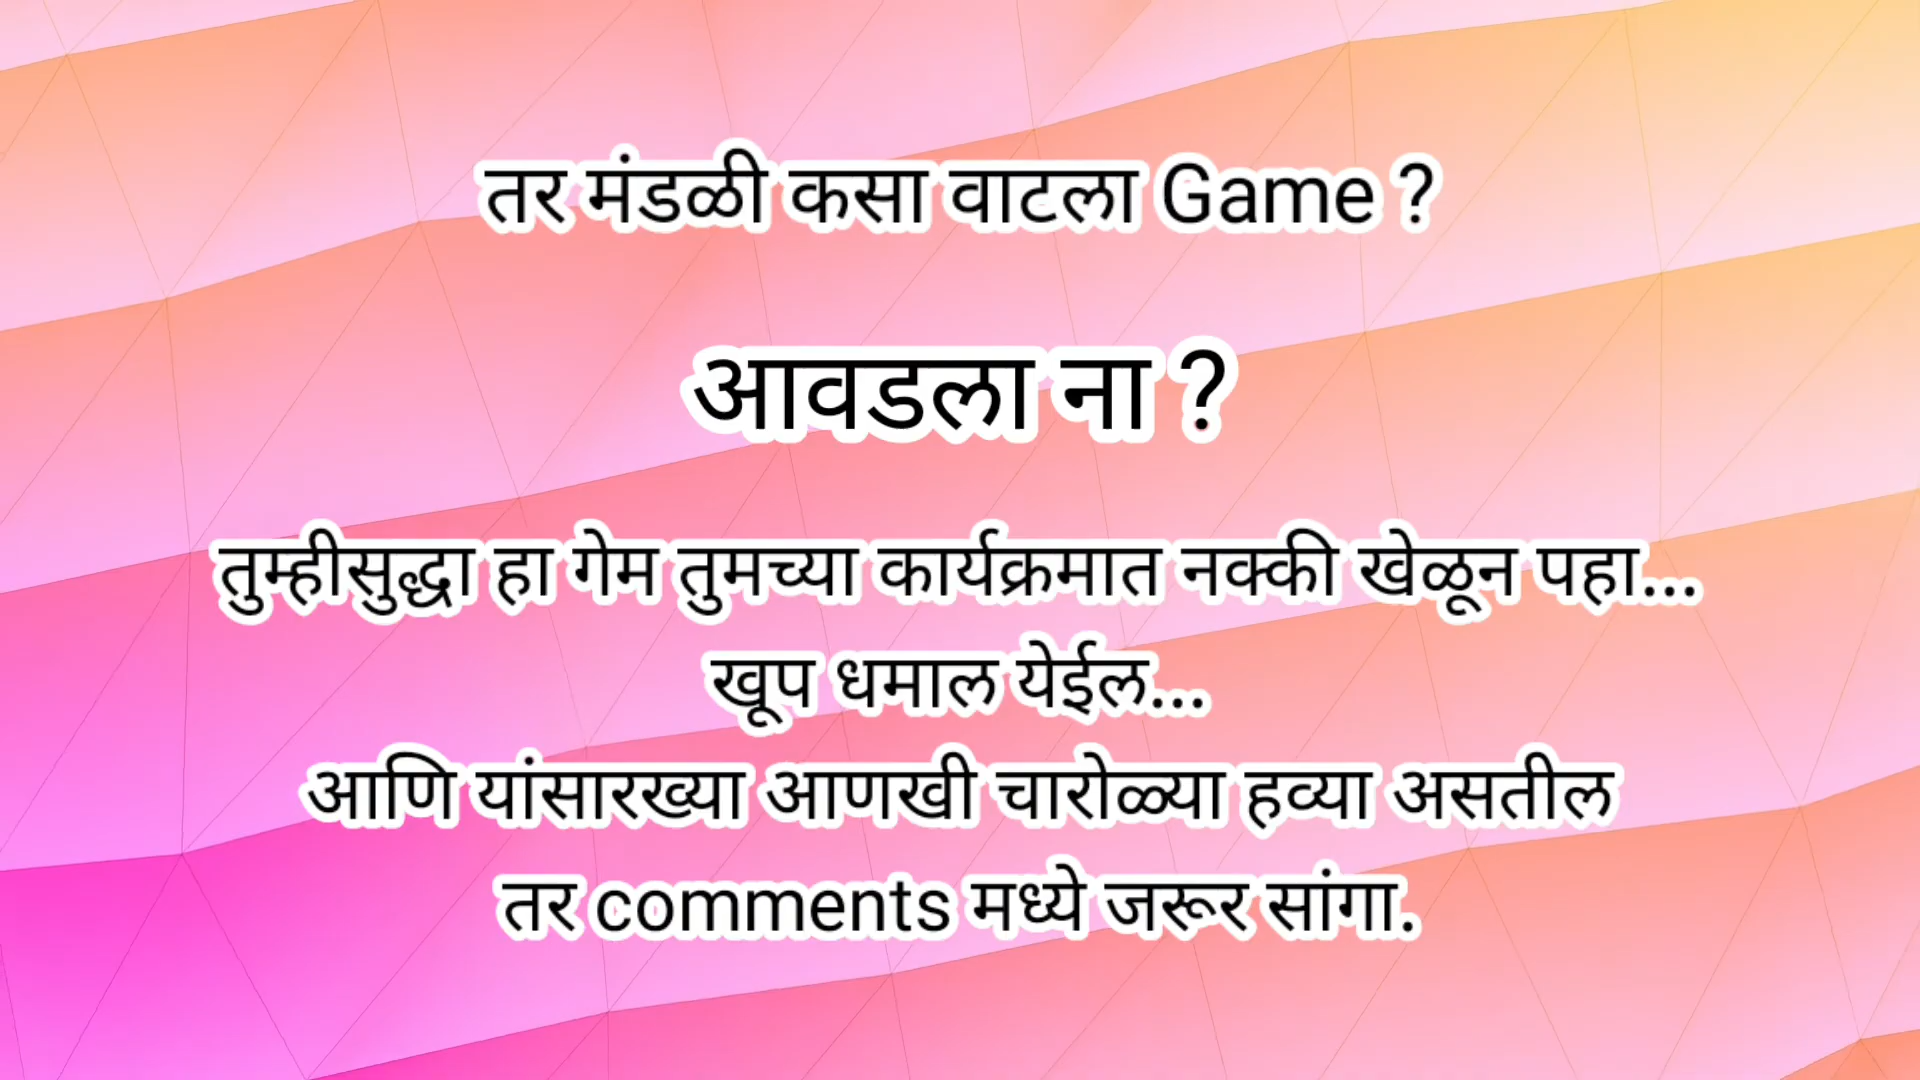 तर मंडळी कसा वाटला Game ?
आवडला ना ?
तुम्हीसुद्धा हा गेम तुमच्या कार्यक्रमात नक्की खेळून पहा...
खूप धमाल येईल...
आणि यांसारख्या आणखी चारोळ्या हव्या असतील
तर comments मध्ये जरूर सांगा.